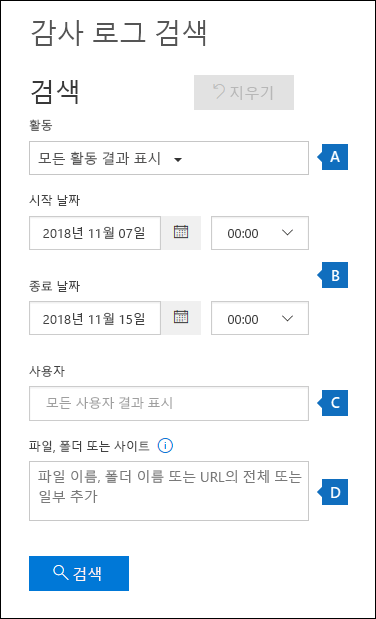 감사 로그 검색
검색
지우기
활동
모든 활동 결과 표시
A
시작 날짜
2018년 11월 07일
00:00
B
종료 날짜
2018년 11월 15일
00:00
사용자
모든 사용자 결과 표시
C
파일, 폴더 또는 사이트
파일 이름, 폴더 이름 또는 URL의 전체 또는
일부 추가
D
검색